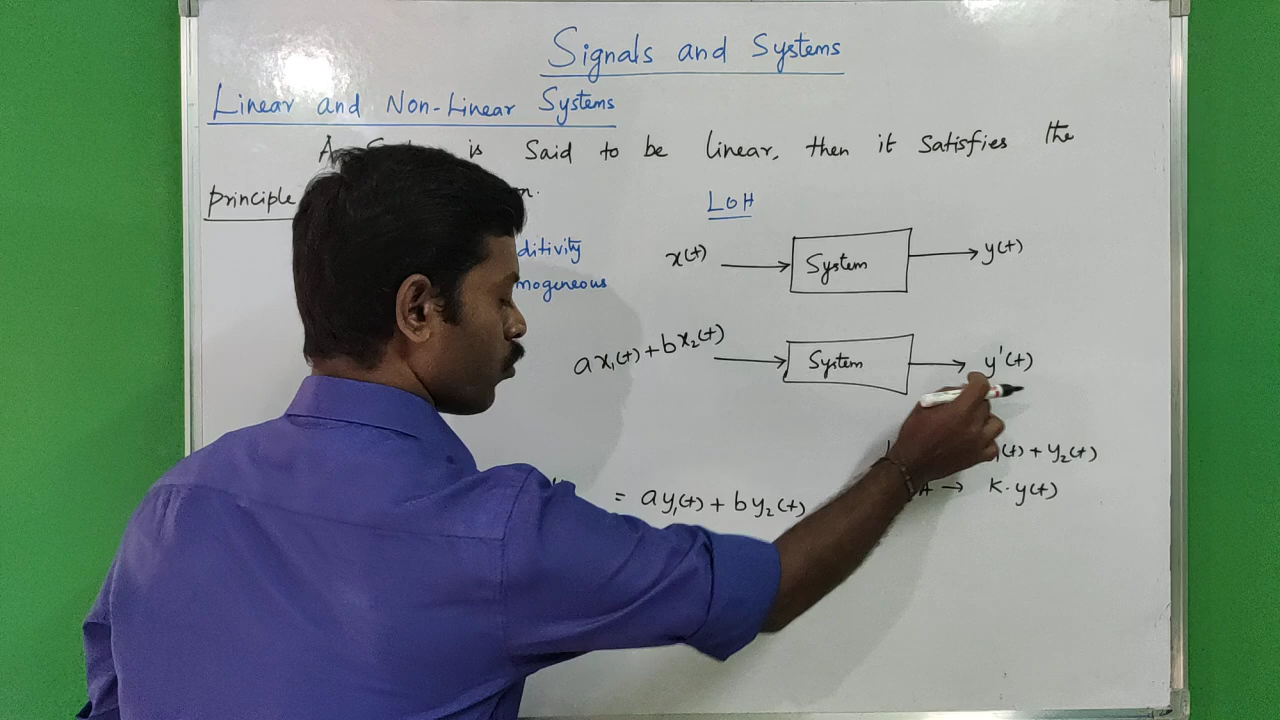 Signals and Systems
Linear and Non-Linear Systems
is Said to be linear, then it Satisfies the
principle
LOH
ditivity
mogeneous
x(t) System y(t)
ax₁(t) + bx₂(t) System y'(t)
(t) + y₂(t)
→ K.y(t)
= ay₁(t) + by₂(t)